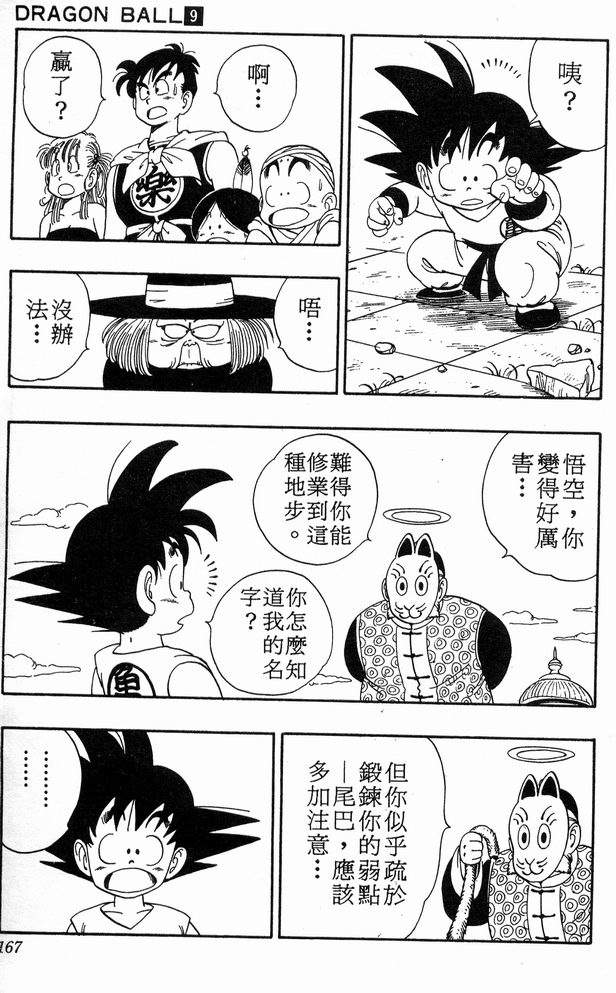 DRAGON BALL 9
咦？
啊…
贏了？
樂
唔…
沒辦
法…
悟空，你
變得好厲
害…
難得你能
修業到這
種地步。
你怎麼知
道我的名
字？
龜
但你似乎疏於
鍛鍊你的弱點
—尾巴，應該
多加注意…
………
………
167